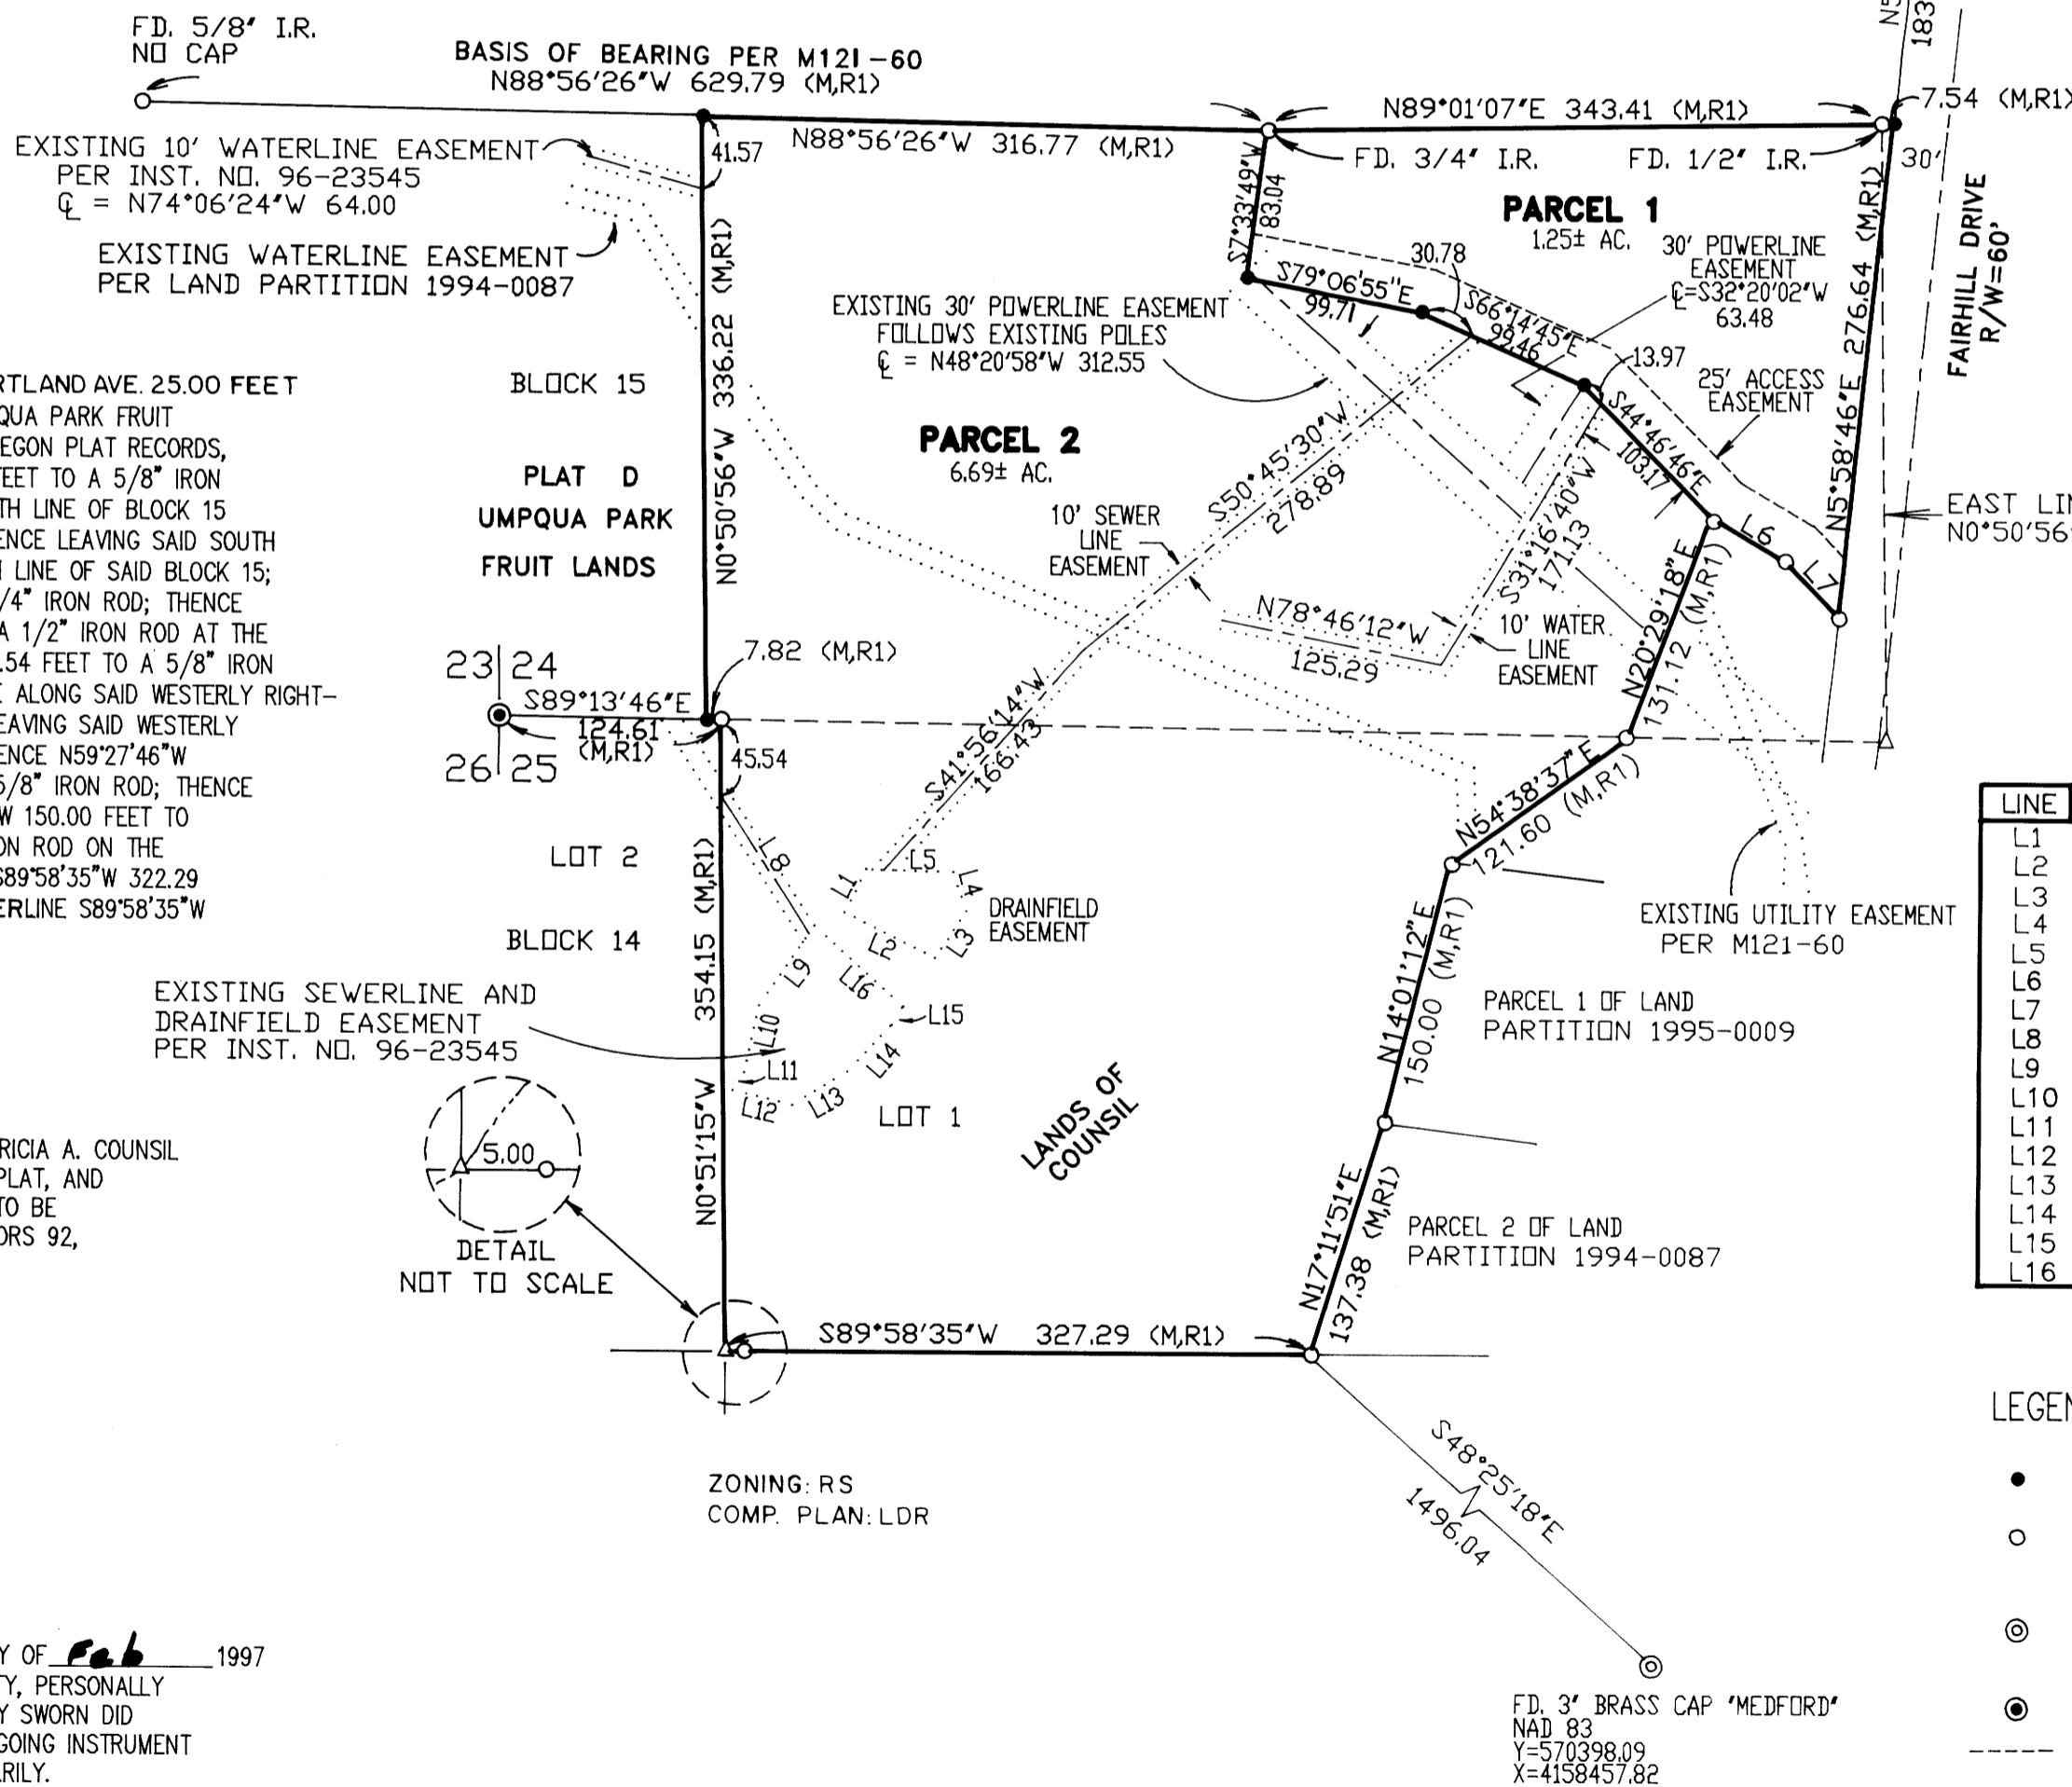 FD. 5/8" I.R.
NO CAP
BASIS OF BEARING PER M121-60
N88°56'26"W 629.79 (M,R1)
N5
183
7.54 (M,R1)
N89°01'07"E 343.41 (M,R1)
N88°56'26"W 316.77 (M,R1)
FD. 3/4" I.R.
FD. 1/2" I.R.
30'
41.57
EXISTING 10' WATERLINE EASEMENT
PER INST. NO. 96-23545
℄ = N74°06'24"W 64.00
EXISTING WATERLINE EASEMENT
PER LAND PARTITION 1994-0087
S7°33'49"W
83.04
PARCEL 1
1.25± AC.
30' POWERLINE
EASEMENT
℄=S32°20'02"W
63.48
N5°58'46"E 276.64 (M,R1)
FAIRHILL DRIVE
R/W=60'
30.78
S79°06'55"E
99.71
S66°14'45"E
99.46
13.97
25' ACCESS
EASEMENT
S44°46'46"E
103.17
EXISTING 30' POWERLINE EASEMENT
FOLLOWS EXISTING POLES
℄ = N48°20'58"W 312.55
N0°50'56"W 336.22 (M,R1)
BLOCK 15
PLAT D
UMPQUA PARK
FRUIT LANDS
PARCEL 2
6.69± AC.
S50°45'30"W
278.89
10' SEWER
LINE
EASEMENT
S31°16'40"W
171.13
N78°46'12"W
125.29
10' WATER
LINE
EASEMENT
L6
L7
N20°29'18"E
131.12 (M,R1)
EAST LIN
N0°50'56"
RTLAND AVE. 25.00 FEET
QUA PARK FRUIT
EGON PLAT RECORDS,
FEET TO A 5/8" IRON
TH LINE OF BLOCK 15
ENCE LEAVING SAID SOUTH
LINE OF SAID BLOCK 15;
/4" IRON ROD; THENCE
A 1/2" IRON ROD AT THE
.54 FEET TO A 5/8" IRON
E ALONG SAID WESTERLY RIGHT-
EAVING SAID WESTERLY
ENCE N59°27'46"W
5/8" IRON ROD; THENCE
W 150.00 FEET TO
ON ROD ON THE
S89°58'35"W 322.29
ERLINE S89°58'35"W
23 24
26 25
S89°13'46"E
124.61
(M,R1)
7.82 (M,R1)
45.54
S41°56'14"W
166.43
N54°38'37"E
121.60 (M,R1)
LOT 2
BLOCK 14
354.15 (M,R1)
N0°51'15"W
L8
L1
L5
L4
L2
L3
DRAINFIELD
EASEMENT
L9
L16
L10
L15
L11
L14
L12
L13
LOT 1
EXISTING SEWERLINE AND
DRAINFIELD EASEMENT
PER INST. NO. 96-23545
EXISTING UTILITY EASEMENT
PER M121-60
N14°01'12"E
150.00 (M,R1)
PARCEL 1 OF LAND
PARTITION 1995-0009
LANDS OF
COUNSIL
N17°11'51"E
137.38 (M,R1)
PARCEL 2 OF LAND
PARTITION 1994-0087
LINE
L1
L2
L3
L4
L5
L6
L7
L8
L9
L10
L11
L12
L13
L14
L15
L16
RICIA A. COUNSIL
PLAT, AND
TO BE
ORS 92,
5.00
DETAIL
NOT TO SCALE
S89°58'35"W 327.29 (M,R1)
S48°25'18"E
1496.04
LEGEN
ZONING: RS
COMP. PLAN: LDR
Y OF Feb 1997
TY, PERSONALLY
Y SWORN DID
GOING INSTRUMENT
ARILY.
FD. 3" BRASS CAP "MEDFORD"
NAD 83
Y=570398.09
X=4158457.82